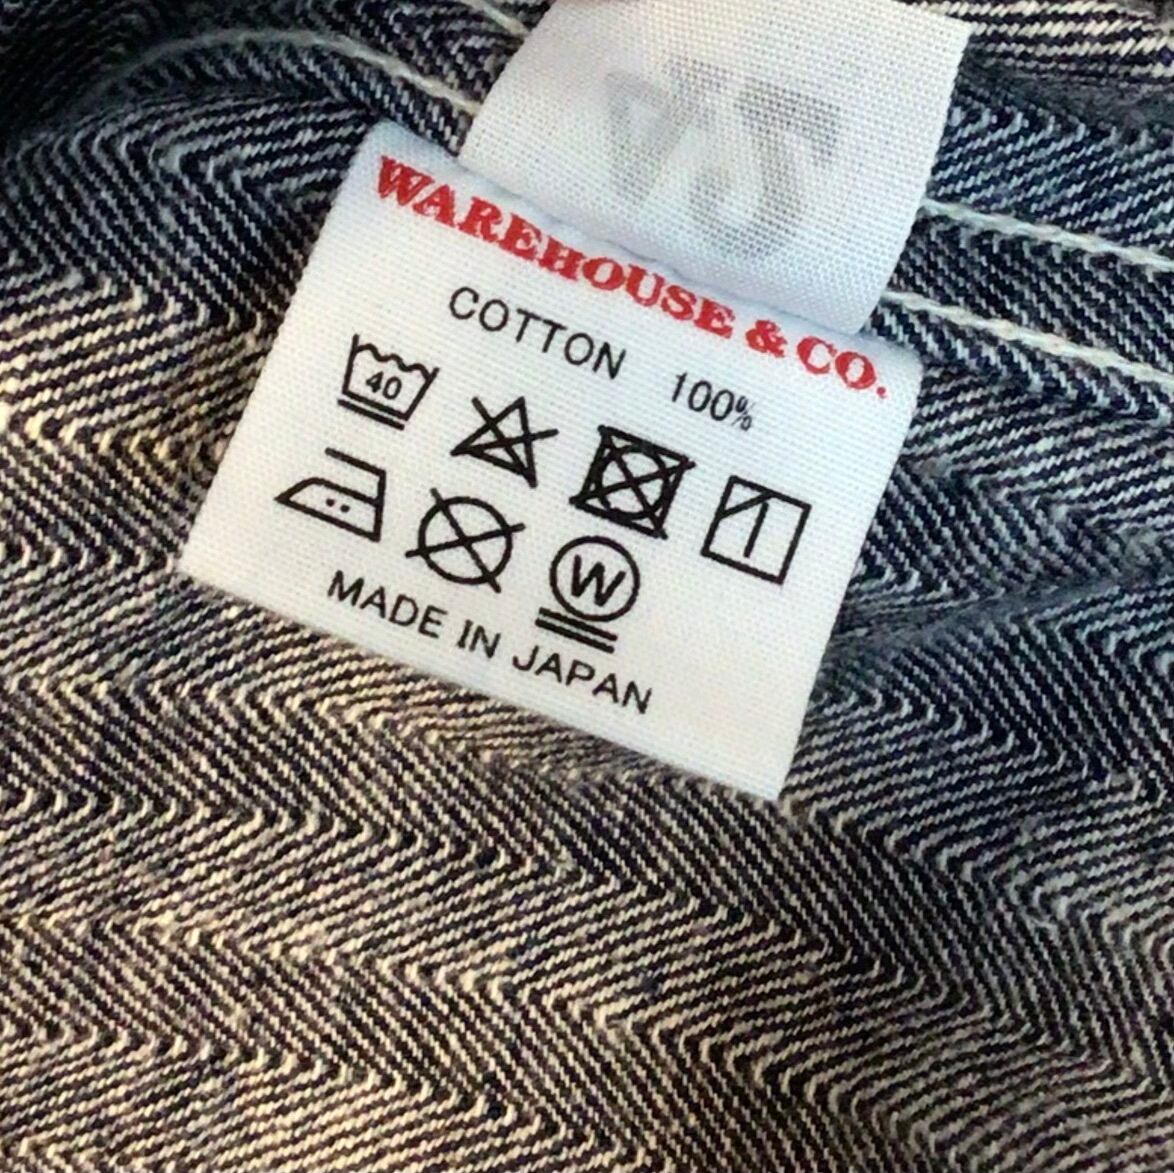 WAREHOUSE & CO.
COTTON 100%
40
W
MADE IN JAPAN